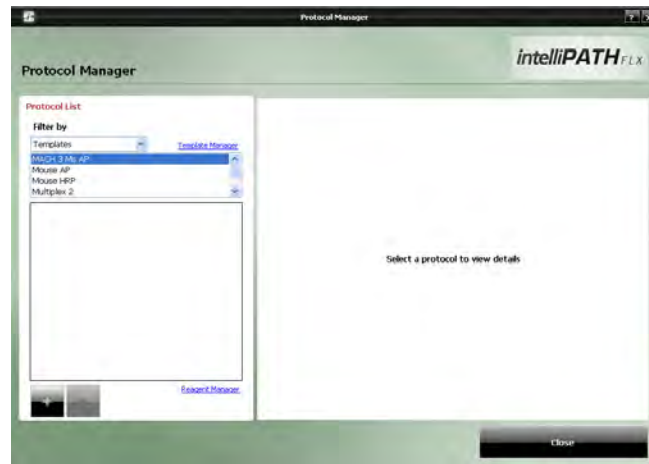 Protocol Manager
intelliPATH FLX
Protocol Manager
Protocol List
Filter by
Templates
Template Manager
MACH 3 Ms AP
Mouse AP
Mouse HRP
Multiplex 2
Select a protocol to view details
Reagent Manager
Close